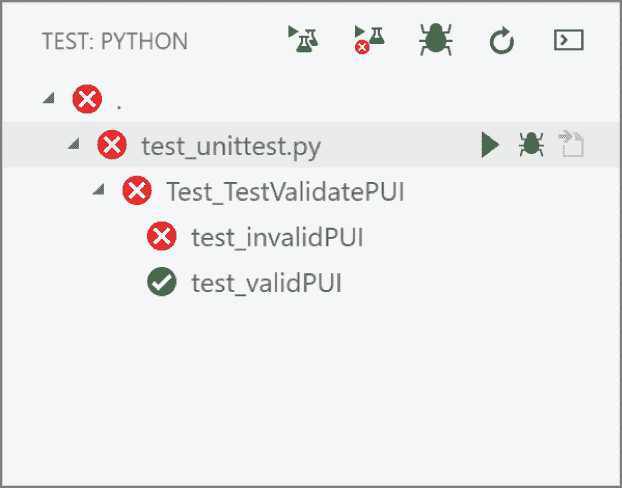 TEST: PYTHON
.
test_unittest.py
Test_TestValidatePUI
test_invalidPUI
test_validPUI